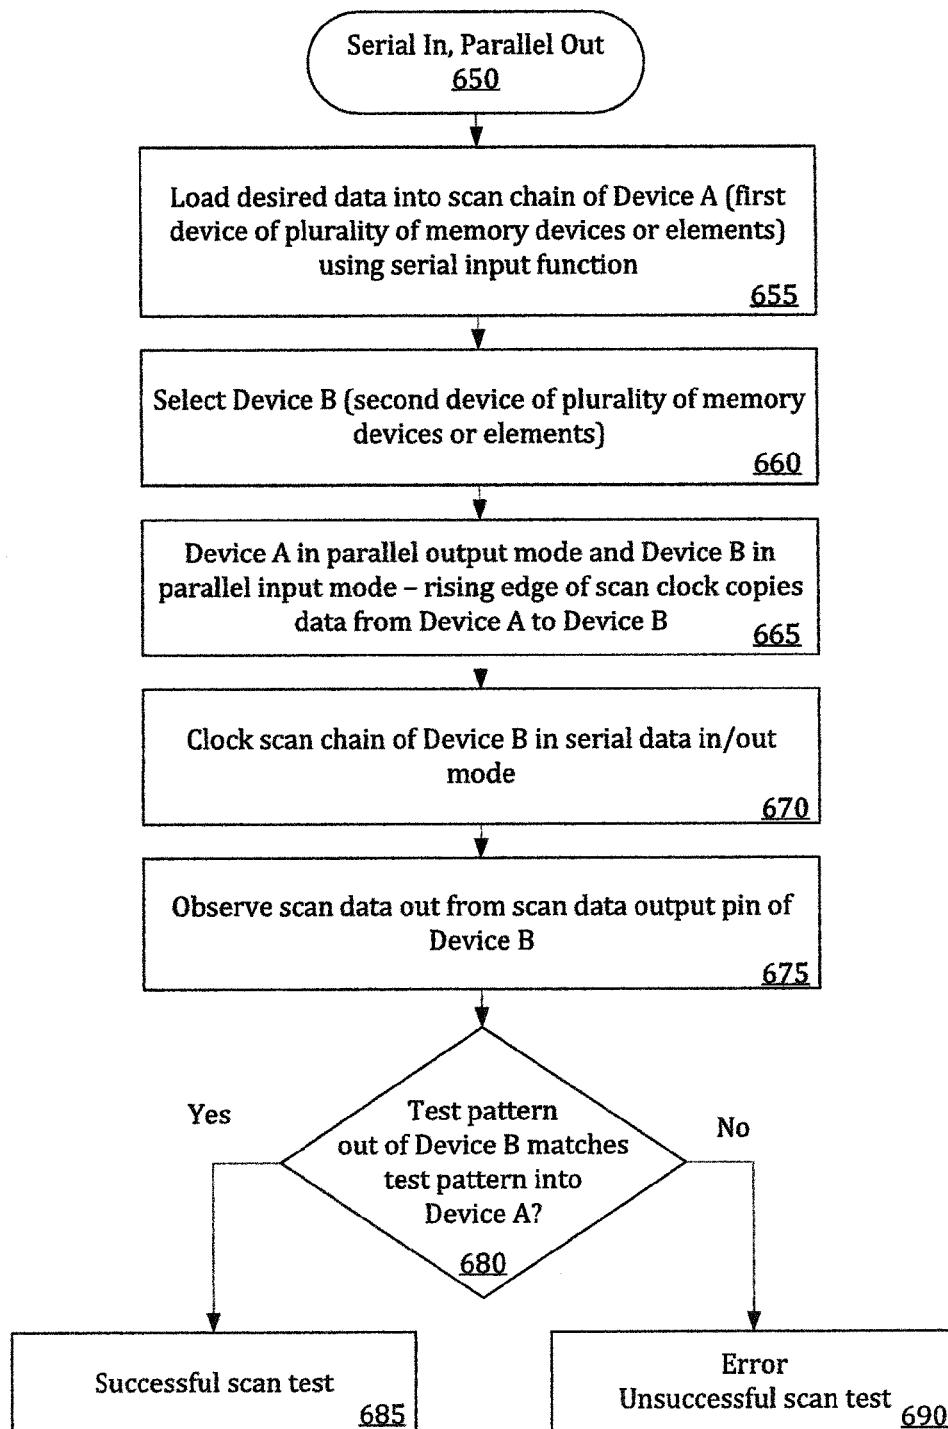 Serial In, Parallel Out
650
Load desired data into scan chain of Device A (first
device of plurality of memory devices or elements)
using serial input function
655
Select Device B (second device of plurality of memory
devices or elements)
660
Device A in parallel output mode and Device B in
parallel input mode – rising edge of scan clock copies
data from Device A to Device B
665
Clock scan chain of Device B in serial data in/out
mode
670
Observe scan data out from scan data output pin of
Device B
675
Yes
Test pattern
out of Device B matches
test pattern into
Device A?
680
No
Successful scan test
685
Error
Unsuccessful scan test
690